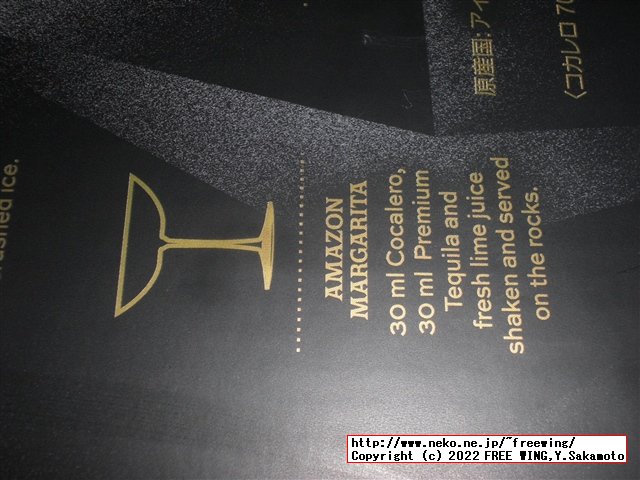 ice.
AMAZON
MARGARITA
30 ml Cocalero,
30 ml Premium
Tequila and
fresh lime juice
shaken and served
on the rocks.
原産国: アイ
〈コカレロ 70
http://www.neko.ne.jp/~freewing/
Copyright (c) 2022 FREE WING,Y.Sakamoto